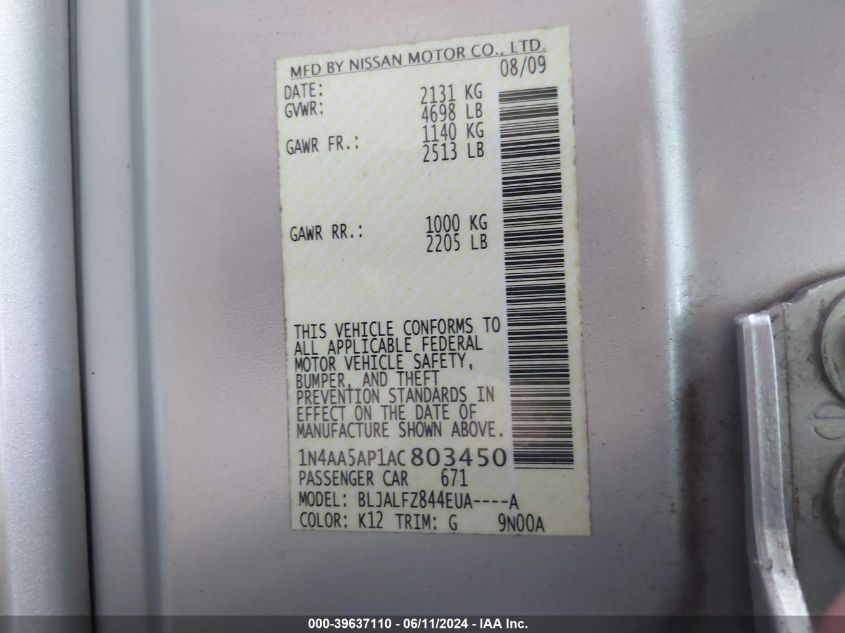 MFD BY NISSAN MOTOR CO., LTD.
DATE: 08/09
GVWR: 2131 KG
4698 LB
GAWR FR.: 1140 KG
2513 LB
GAWR RR.: 1000 KG
2205 LB
THIS VEHICLE CONFORMS TO
ALL APPLICABLE FEDERAL
MOTOR VEHICLE SAFETY,
BUMPER, AND THEFT
PREVENTION STANDARDS IN
EFFECT ON THE DATE OF
MANUFACTURE SHOWN ABOVE.
1N4AA5AP1AC803450
PASSENGER CAR 671
MODEL: BLJALFZ844EUA----A
COLOR: K12 TRIM: G 9N00A
000-39637110 - 06/11/2024 - IAA Inc.